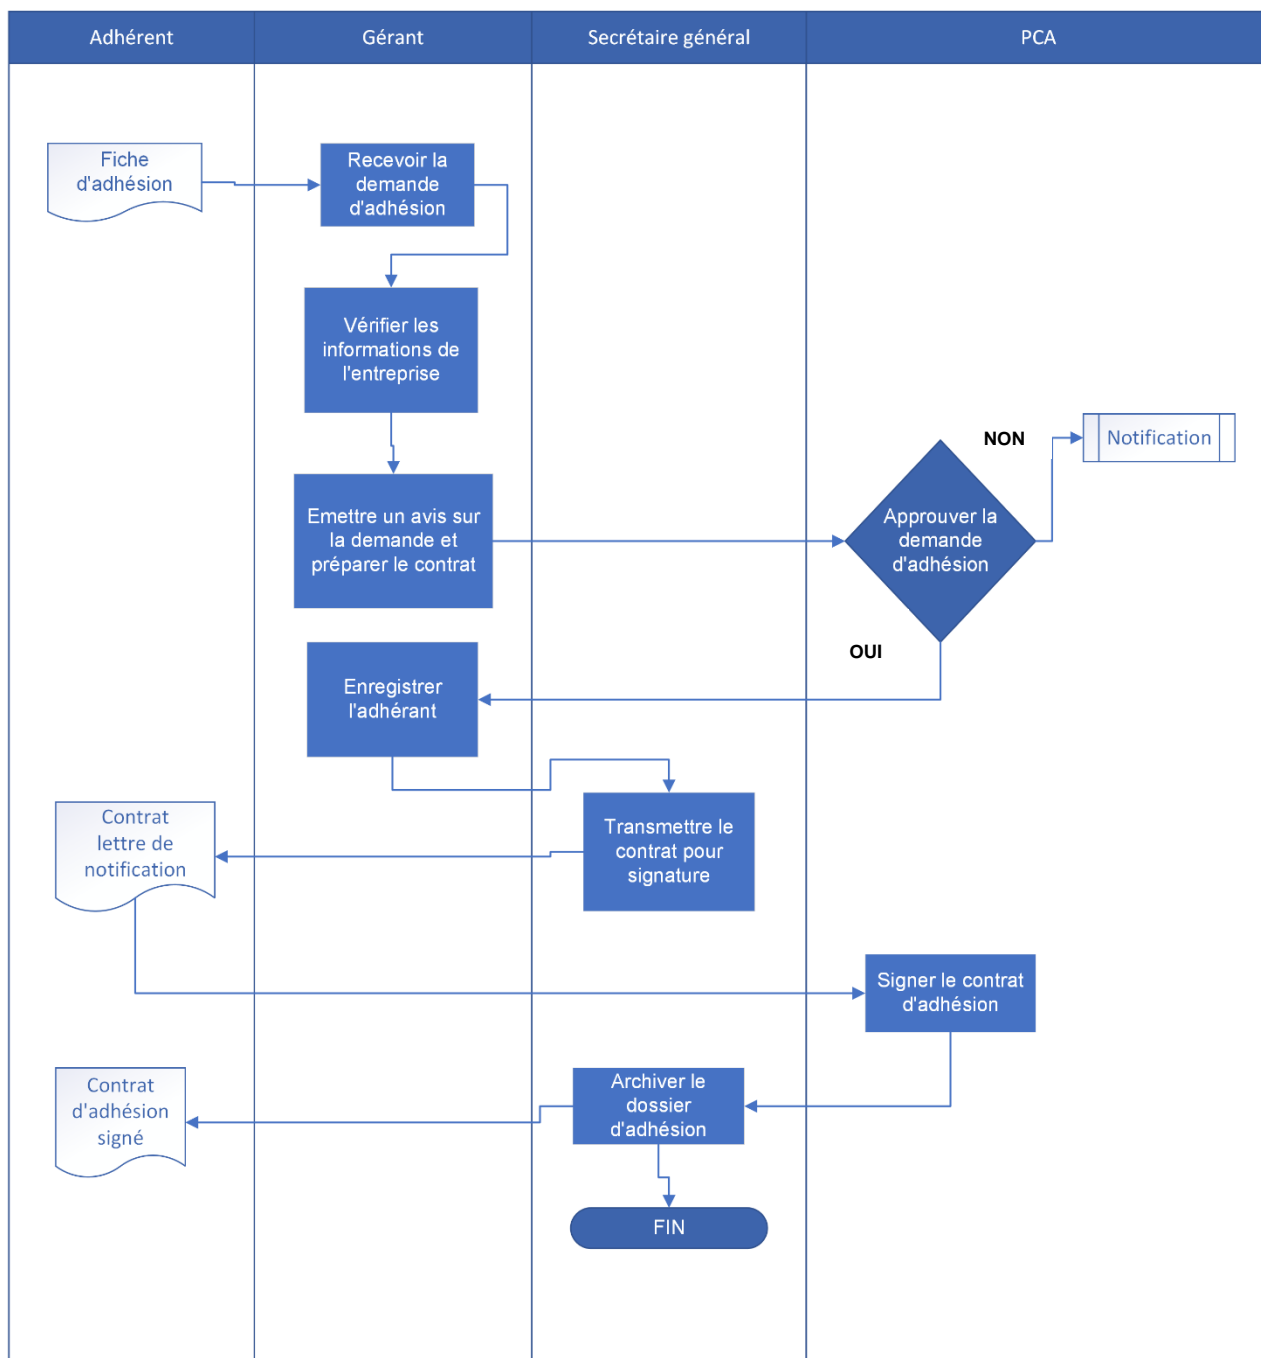 Adhérent
Gérant
Secrétaire général
PCA
Fiche
d'adhésion
Recevoir la
demande
d'adhésion
Vérifier les
informations de
l'entreprise
NON
Notification
Emettre un avis sur
la demande et
préparer le contrat
Approuver la
demande
d'adhésion
OUI
Enregistrer
l'adhérant
Contrat
lettre de
notification
Transmettre le
contrat pour
signature
Signer le contrat
d'adhésion
Contrat
d'adhésion
signé
Archiver le
dossier
d'adhésion
FIN